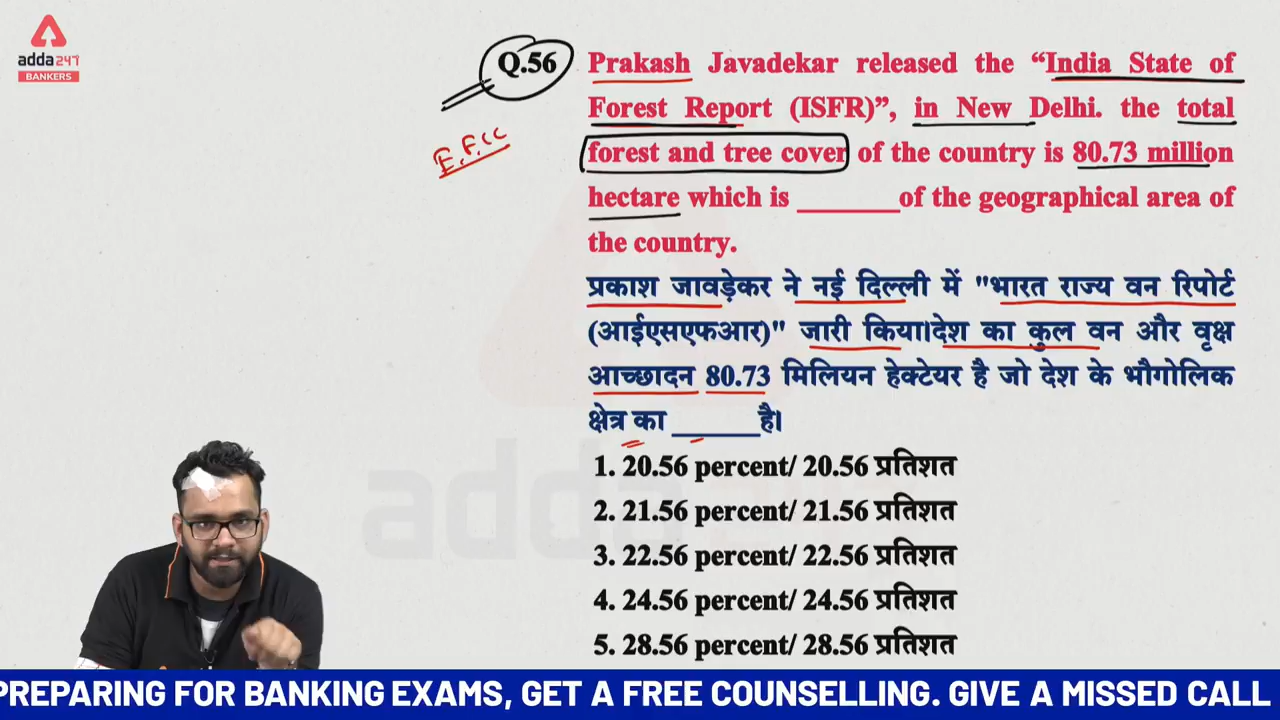 adda247
BANKERS
Q.56
E.F.CC
Prakash Javadekar released the “India State of
Forest Report (ISFR)”, in New Delhi. the total
forest and tree cover of the country is 80.73 million
hectare which is _______ of the geographical area of
the country.
प्रकाश जावड़ेकर ने नई दिल्ली में "भारत राज्य वन रिपोर्ट
(आईएसएफआर)" जारी किया।देश का कुल वन और वृक्ष
आच्छादन 80.73 मिलियन हेक्टेयर है जो देश के भौगोलिक
क्षेत्र का ______है।
1. 20.56 percent/ 20.56 प्रतिशत
2. 21.56 percent/ 21.56 प्रतिशत
3. 22.56 percent/ 22.56 प्रतिशत
4. 24.56 percent/ 24.56 प्रतिशत
5. 28.56 percent/ 28.56 प्रतिशत
adda247
PREPARING FOR BANKING EXAMS, GET A FREE COUNSELLING. GIVE A MISSED CALL